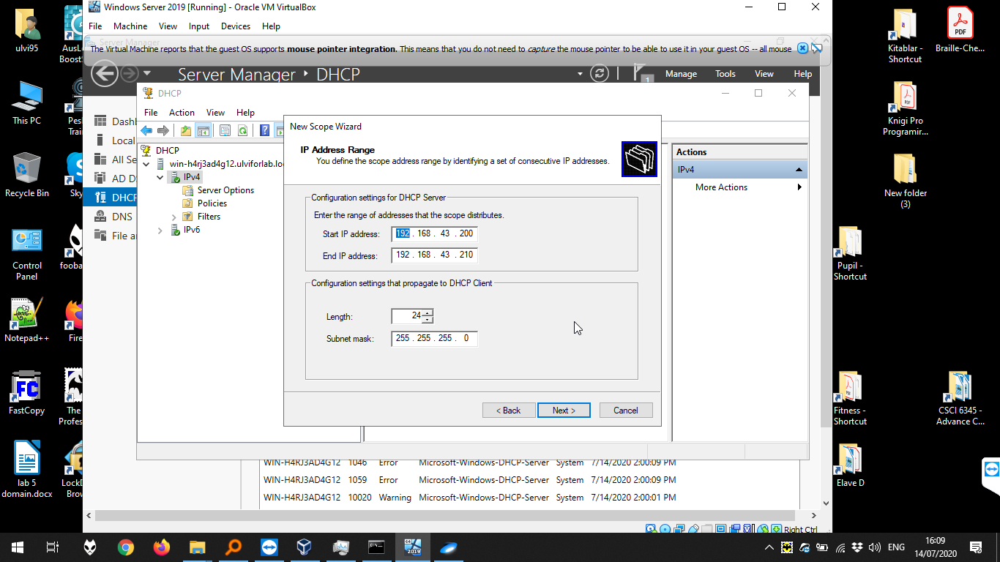 Windows Server 2019 [Running] - Oracle VM VirtualBox
File Machine View Input Devices Help
The Virtual Machine reports that the guest OS supports mouse pointer integration. This means that you do not need to capture the mouse pointer to be able to use it in your guest OS -- all mouse
Server Manager ‣ DHCP
1
Manage Tools View Help
DHCP
File Action View Help
Dash
Local
All Se
AD D
DHCP
DNS
File a
DHCP
win-h4rj3ad4g12.ulviforlab.lo
IPv4
Server Options
Policies
Filters
IPv6
New Scope Wizard
IP Address Range
You define the scope address range by identifying a set of consecutive IP addresses.
Configuration settings for DHCP Server
Enter the range of addresses that the scope distributes.
Start IP address: 192 . 168 . 43 . 200
End IP address: 192 . 168 . 43 . 210
Configuration settings that propagate to DHCP Client
Length: 24
Subnet mask: 255 . 255 . 255 . 0
< Back Next > Cancel
Actions
IPv4
More Actions
WIN-H4RJ3AD4G12 1046 Error Microsoft-Windows-DHCP-Server System 7/14/2020 2:00:09 PM
WIN-H4RJ3AD4G12 1059 Error Microsoft-Windows-DHCP-Server System 7/14/2020 2:00:09 PM
WIN-H4RJ3AD4G12 10020 Warning Microsoft-Windows-DHCP-Server System 7/14/2020 2:00:01 PM
Right Ctrl
ulvi95
AusL
Boost
This PC
Pesl
Trai
Recycle Bin
Sky
Control
Panel
fooba
Notepad++
Fire
FastCopy
The
Profes
lab 5
domain.docx
LockD
Brow
Kitablar -
Shortcut
PDF
Braille-Che...
Knigi Pro
Programir...
New folder
(3)
Pupil -
Shortcut
Fitness -
Shortcut
CSCI 6345 -
Advance C...
Elave D
2019
ENG
16:09
14/07/2020